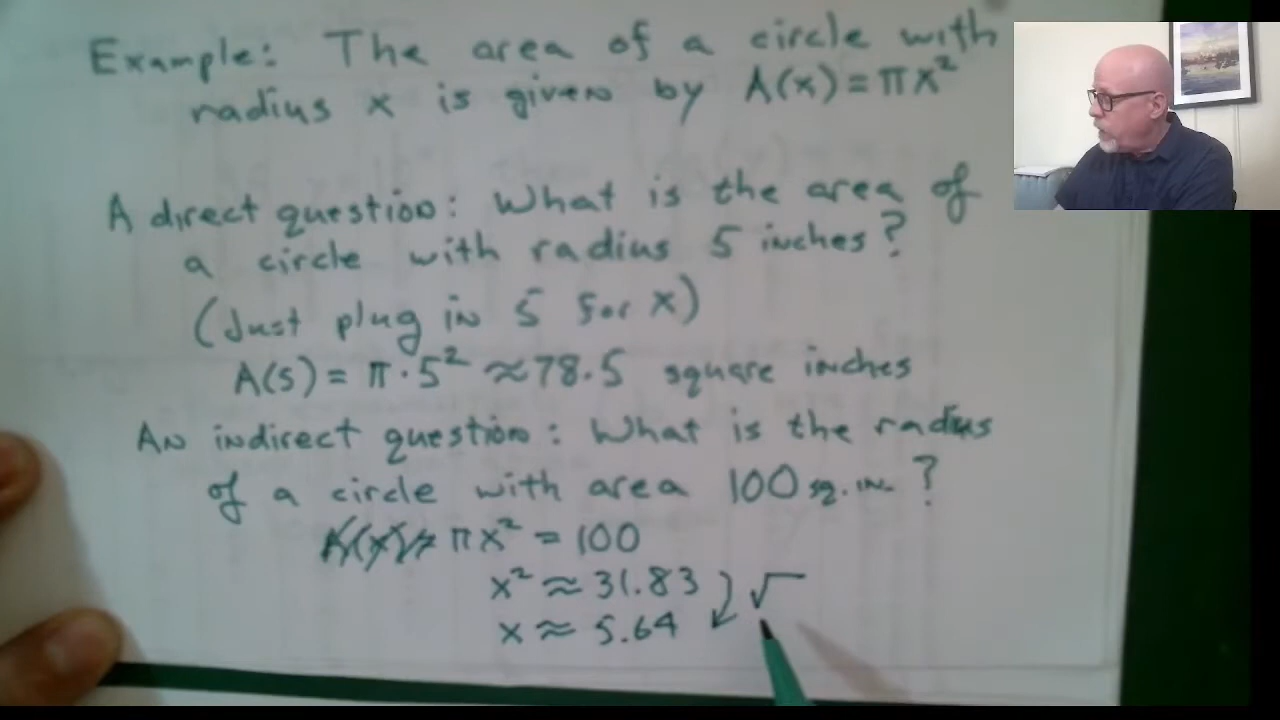 Example: The area of a circle with
radius x is given by A(x) = πx²
A direct question: What is the area of
a circle with radius 5 inches?
(Just plug in 5 for x)
A(5) = π·5² ≈ 78.5 square inches
An indirect question: What is the radius
of a circle with area 100 sq. in. ?
A(x) = πx² = 100
x² ≈ 31.83 √
x ≈ 5.64